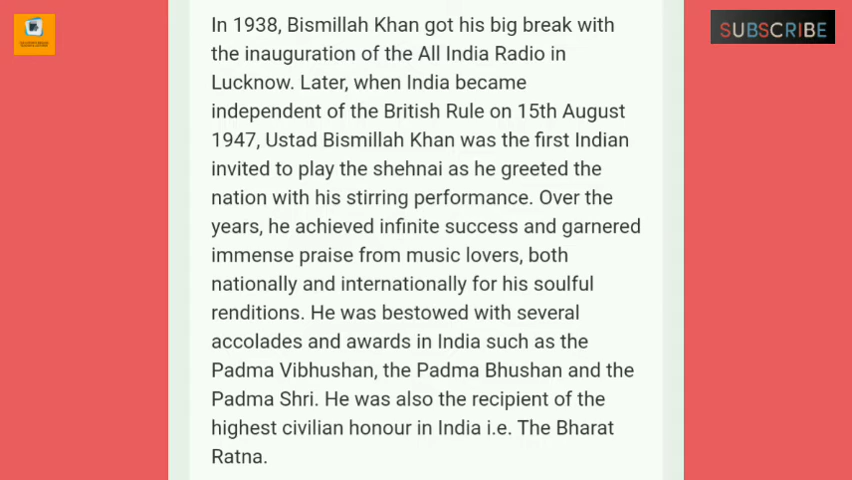 In 1938, Bismillah Khan got his big break with
the inauguration of the All India Radio in
Lucknow. Later, when India became
independent of the British Rule on 15th August
1947, Ustad Bismillah Khan was the first Indian
invited to play the shehnai as he greeted the
nation with his stirring performance. Over the
years, he achieved infinite success and garnered
immense praise from music lovers, both
nationally and internationally for his soulful
renditions. He was bestowed with several
accolades and awards in India such as the
Padma Vibhushan, the Padma Bhushan and the
Padma Shri. He was also the recipient of the
highest civilian honour in India i.e. The Bharat
Ratna.
SUBSCRIBE